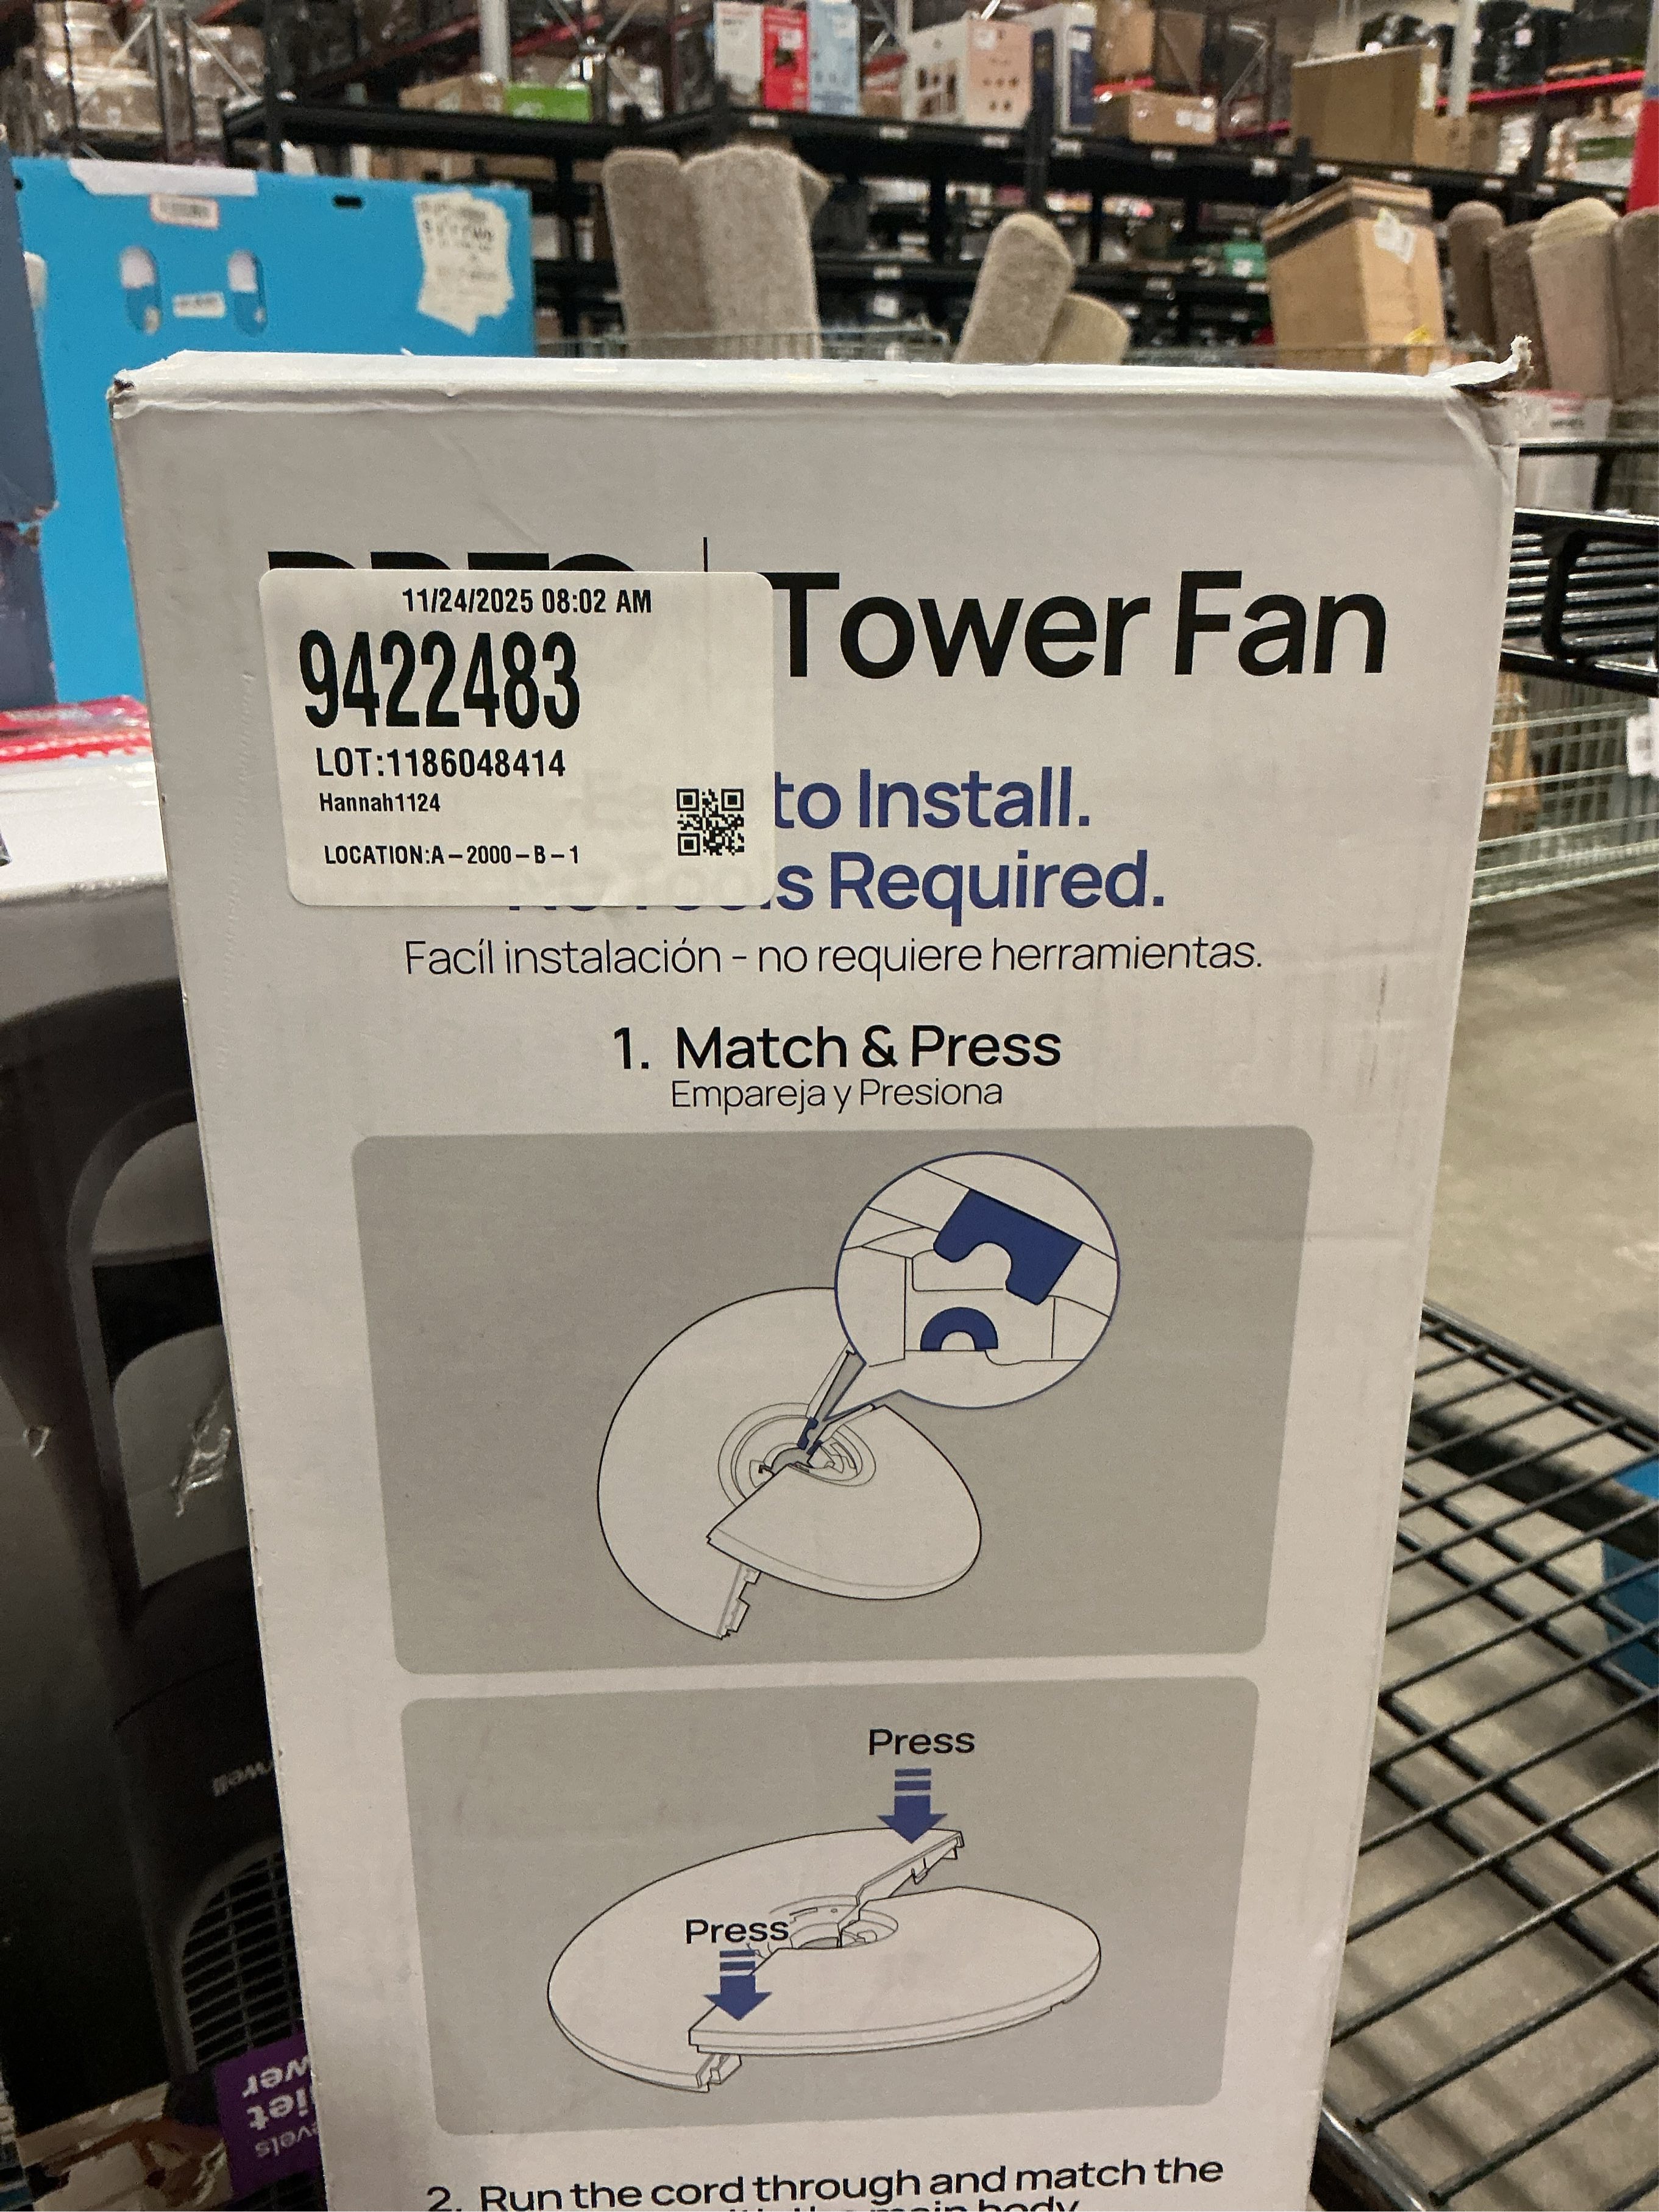 11/24/2025 08:02 AM
9422483
LOT:1186048414
Hannah1124
LOCATION:A-2000-B-1
Tower Fan
to Install.
Required.
Facíl instalación - no requiere herramientas.
1. Match & Press
Empareja y Presiona
Press
Press
2. Run the cord through and match the
main body